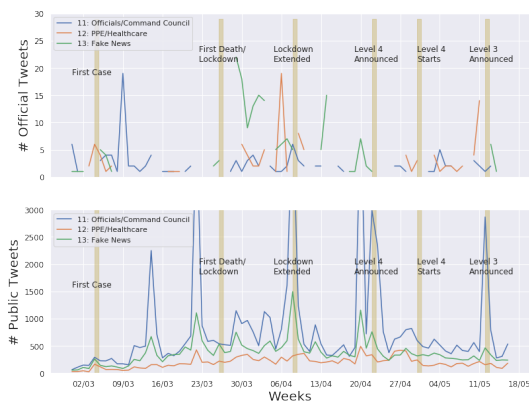 30
25
20
15
10
5
0
# Official Tweets
11: Officials/Command Council
12: PPE/Healthcare
13: Fake News
First Case
First Death/
Lockdown
Lockdown
Extended
Level 4
Announced
Level 4
Starts
Level 3
Announced
3000
2500
2000
1500
1000
500
0
# Public Tweets
11: Officials/Command Council
12: PPE/Healthcare
13: Fake News
First Case
First Death/
Lockdown
Lockdown
Extended
Level 4
Announced
Level 4
Starts
Level 3
Announced
02/03 09/03 16/03 23/03 30/03 06/04 13/04 20/04 27/04 04/05 11/05 18/05
Weeks